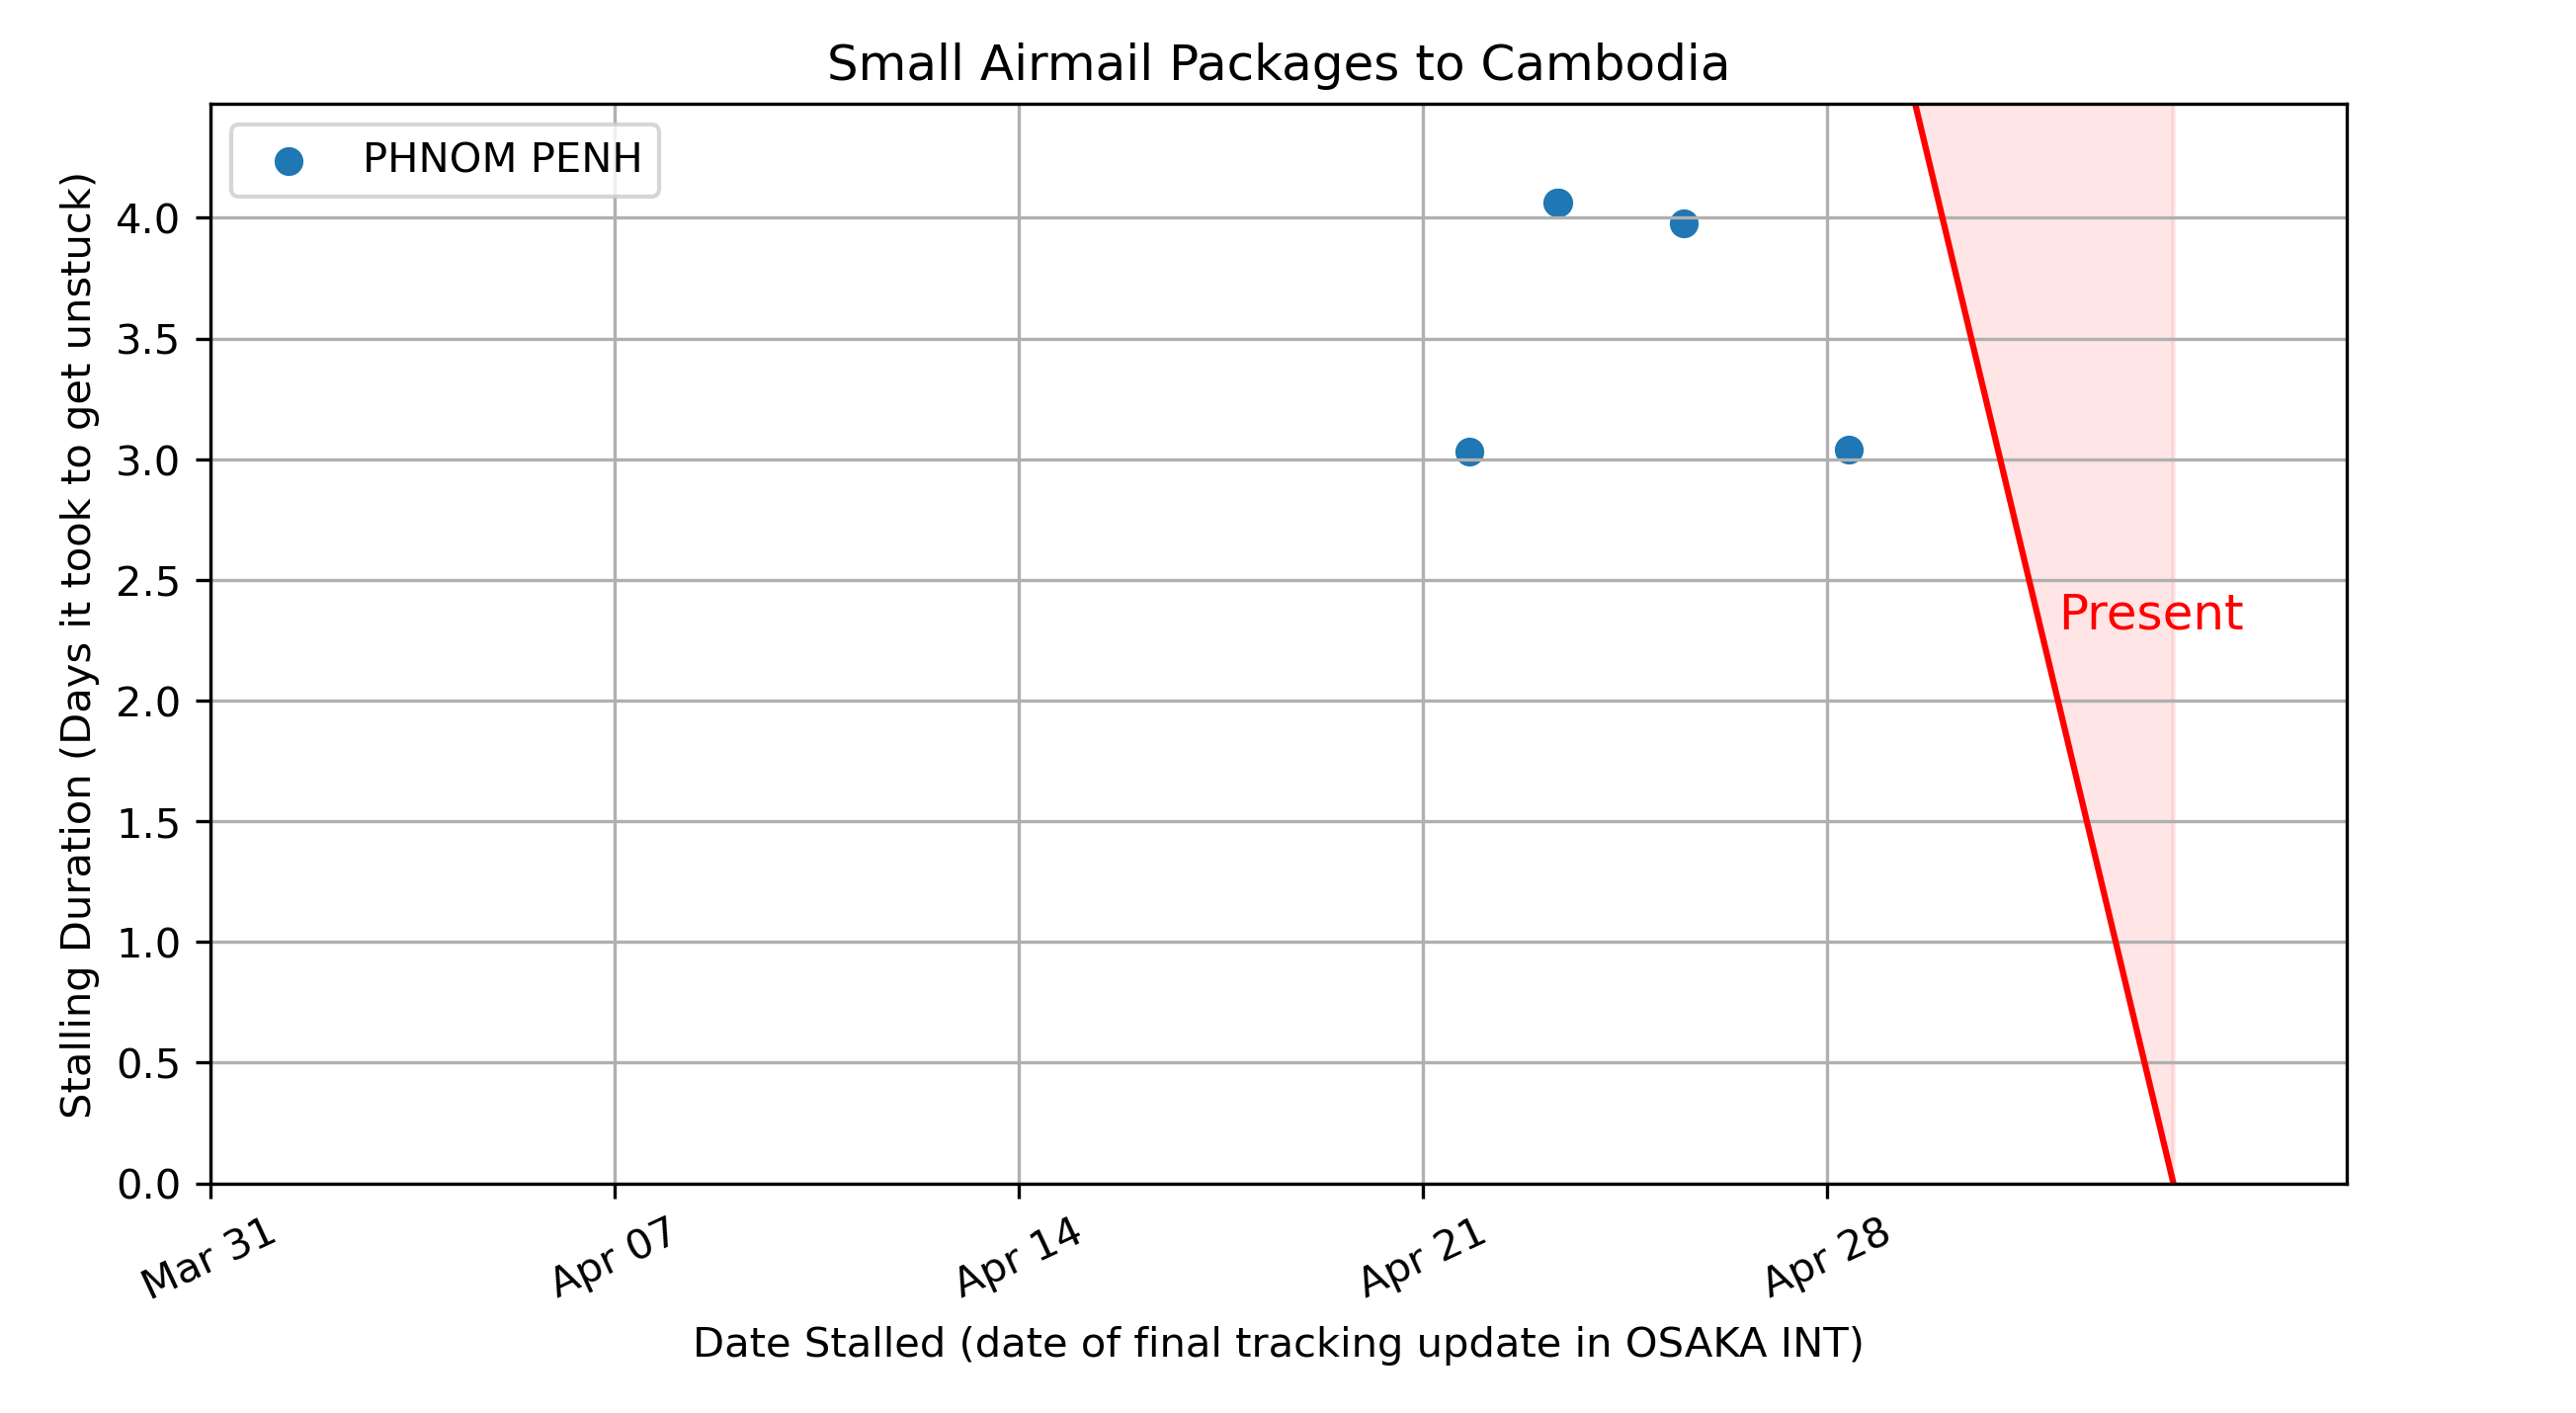 Small Airmail Packages to Cambodia
PHNOM PENH
Stalling Duration (Days it took to get unstuck)
4.0
3.5
3.0
2.5
2.0
1.5
1.0
0.5
0.0
Present
Mar 31
Apr 07
Apr 14
Apr 21
Apr 28
Date Stalled (date of final tracking update in OSAKA INT)